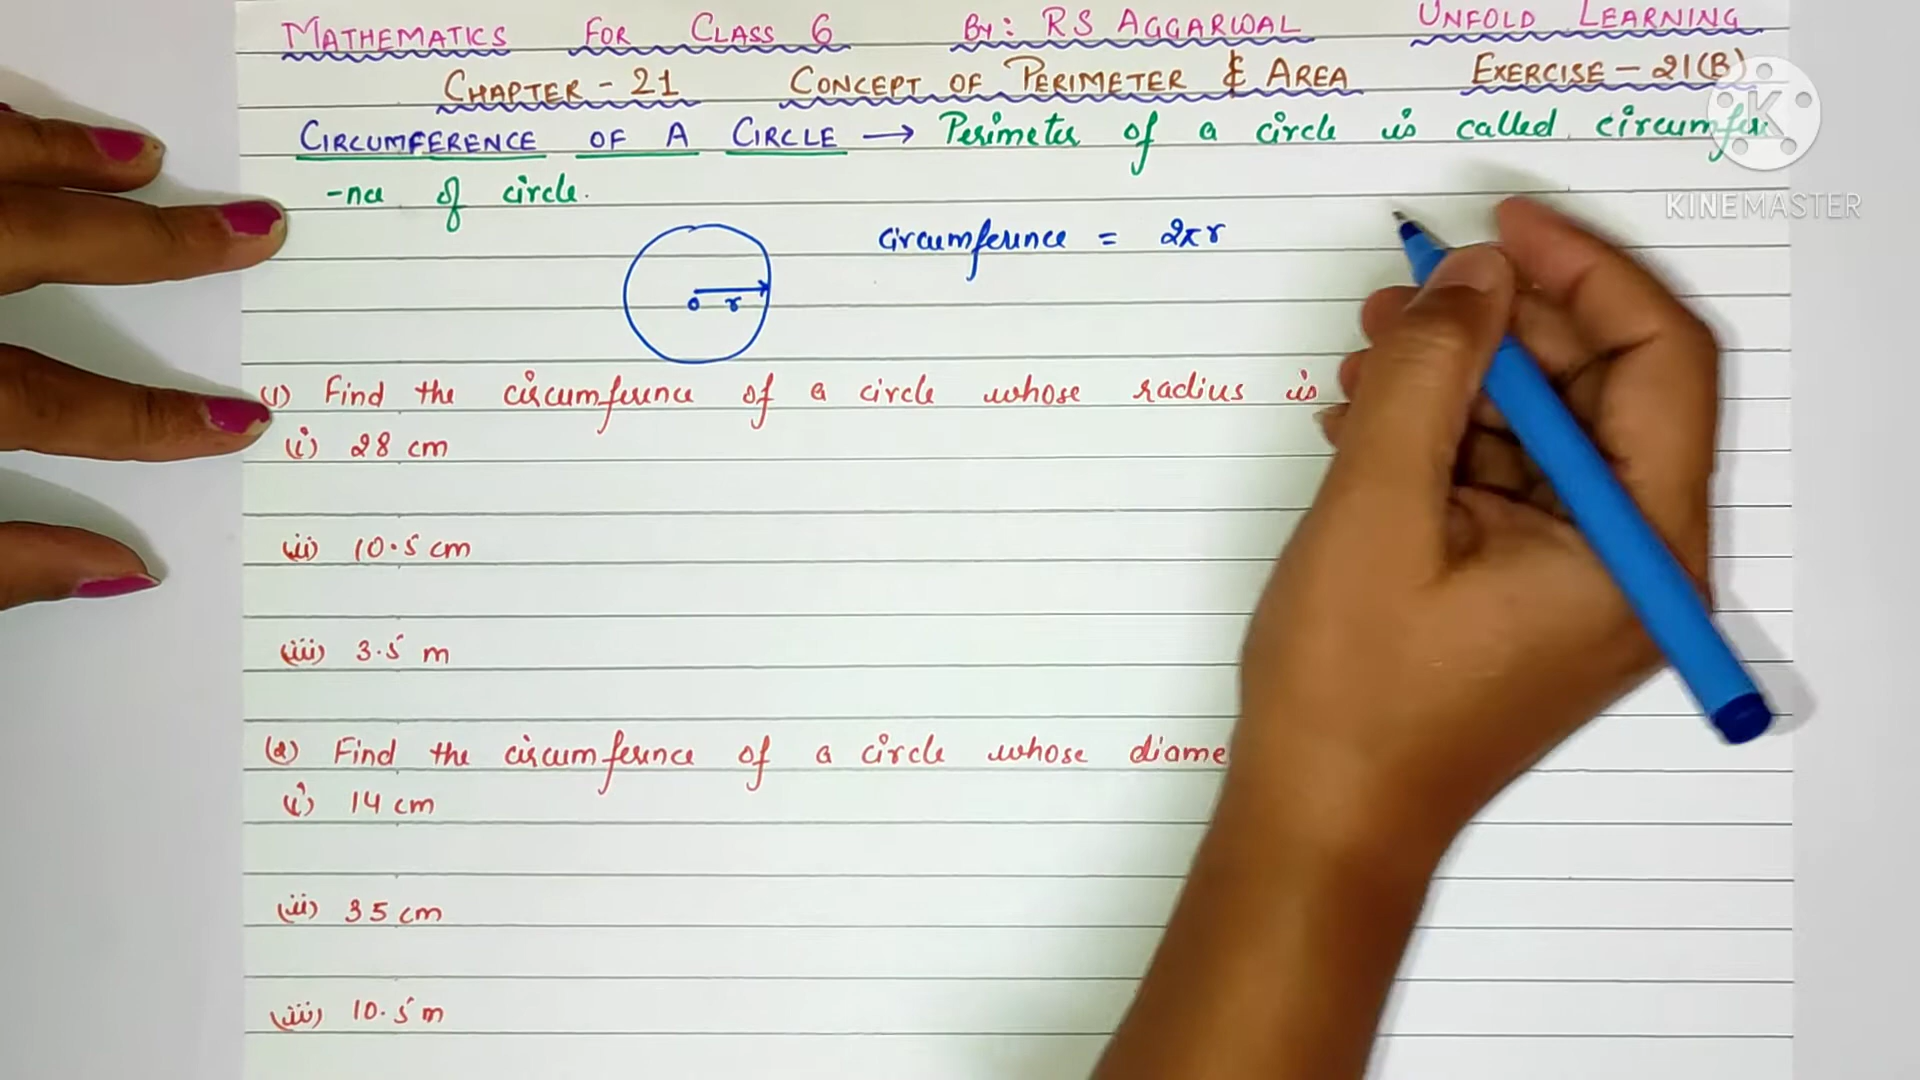 MATHEMATICS FOR CLASS 6 BY: RS AGGARWAL UNFOLD LEARNING
CHAPTER - 21 CONCEPT OF PERIMETER & AREA EXERCISE - 21(B)
CIRCUMFERENCE OF A CIRCLE → Perimeter of a circle is called circumfere
-nce of circle.
circumference = 2πr
o r
(1) Find the circumference of a circle whose radius is
(i) 28 cm
(ii) 10.5 cm
(iii) 3.5 m
(2) Find the circumference of a circle whose diame
(i) 14 cm
(ii) 35 cm
(iii) 10.5 m
K
KINEMASTER